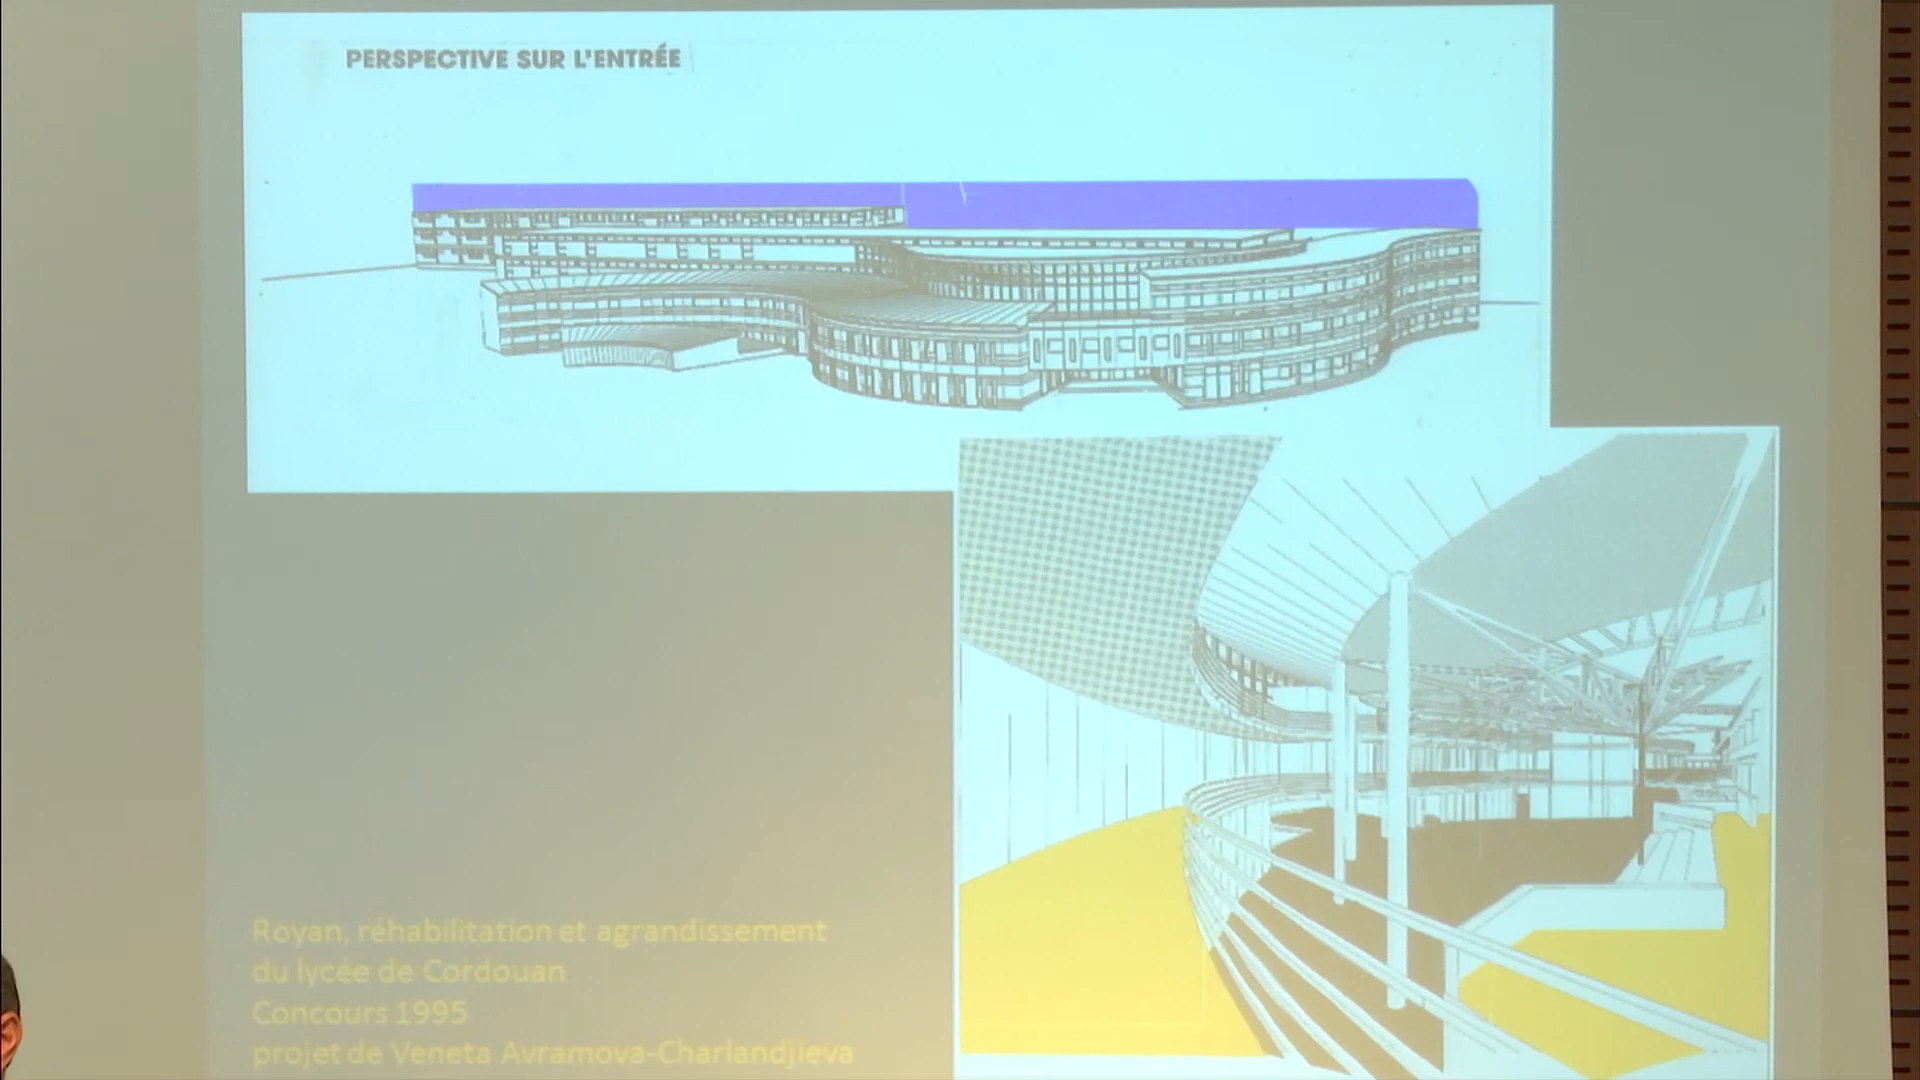 PERSPECTIVE SUR L'ENTRÉE
Royan, réhabilitation et agrandissement
du lycée de Cordouan
Concours 1995
projet de Veneta Avramova-Charlandjieva